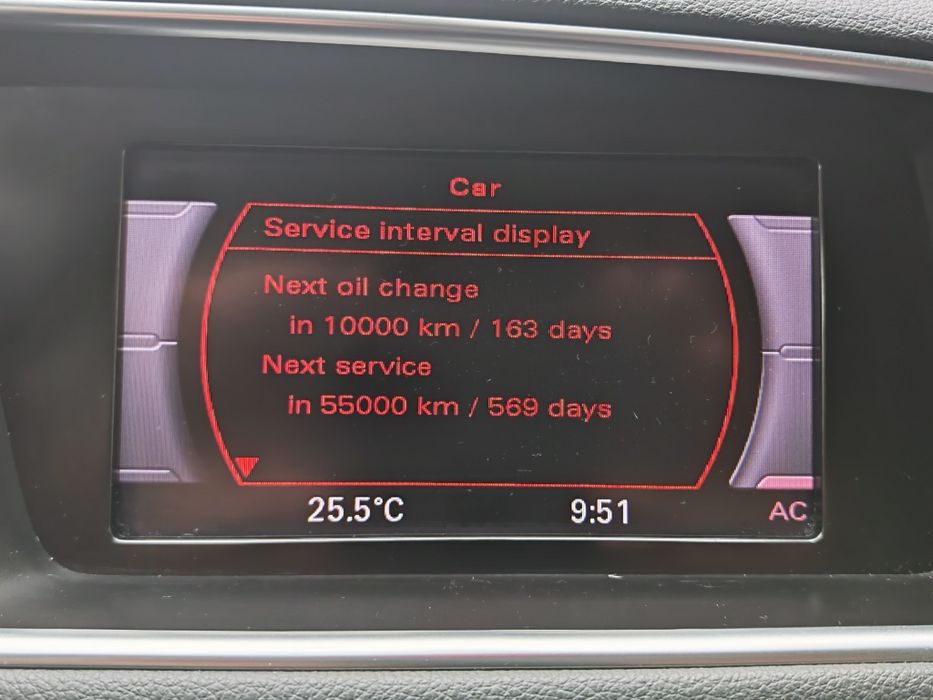 Car
Service interval display
Next oil change
in 10000 km / 163 days
Next service
in 55000 km / 569 days
25.5°C
9:51
AC